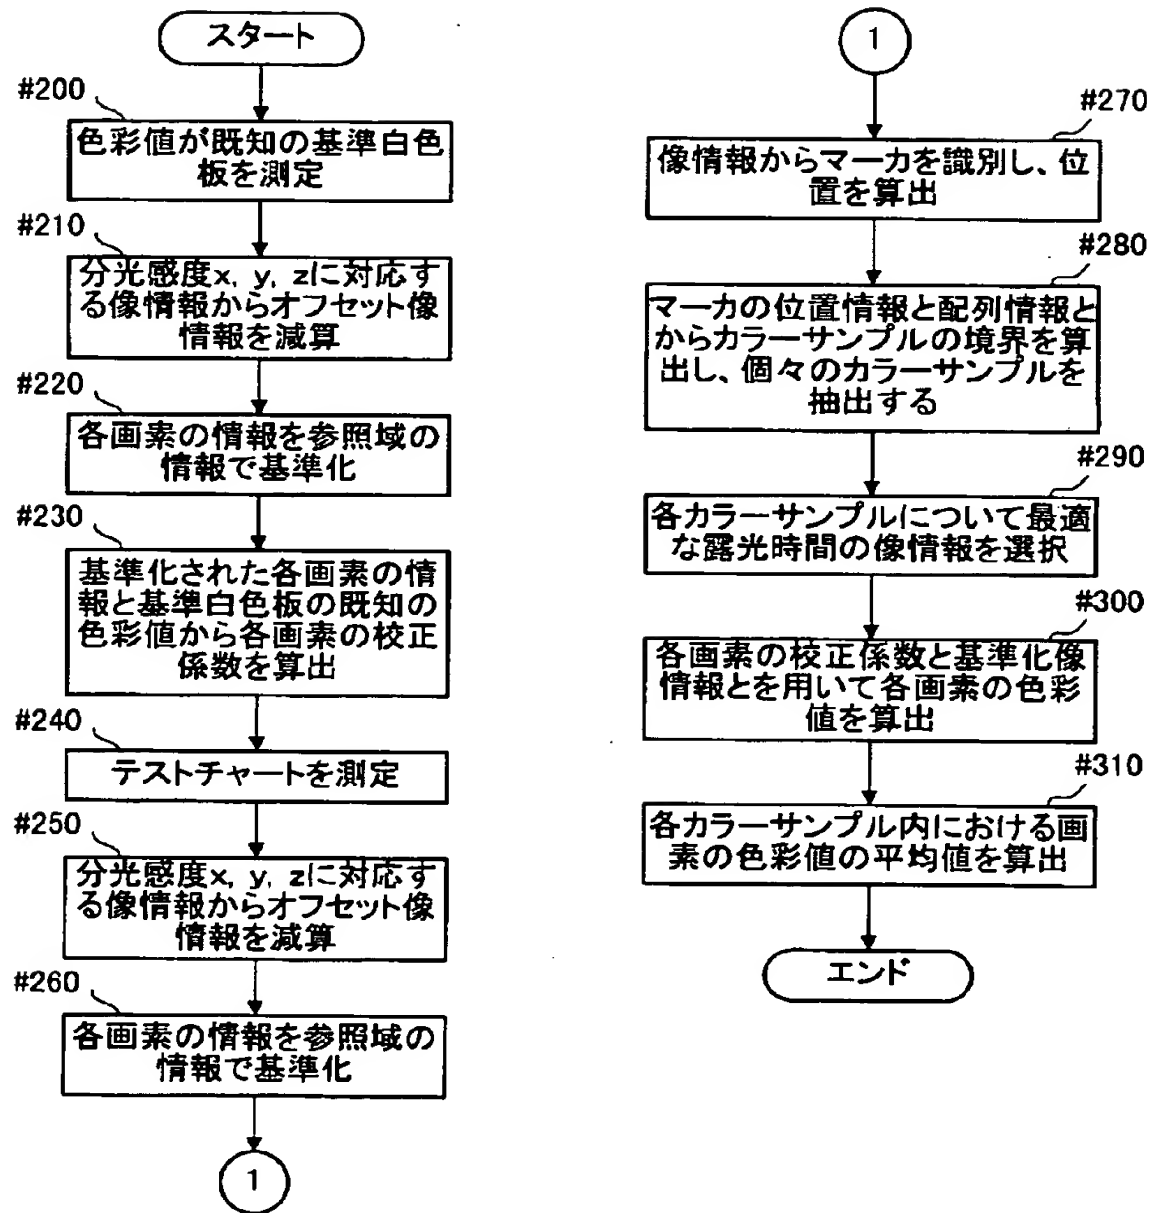 スタート
#200
色彩値が既知の基準白色
板を測定
#210
分光感度x, y, zに対応す
る像情報からオフセット像
情報を減算
#220
各画素の情報を参照域の
情報で基準化
#230
基準化された各画素の情
報と基準白色板の既知の
色彩値から各画素の校正
係数を算出
#240
テストチャートを測定
#250
分光感度x, y, zに対応す
る像情報からオフセット像
情報を減算
#260
各画素の情報を参照域の
情報で基準化
1
1
#270
像情報からマーカを識別し、位
置を算出
#280
マーカの位置情報と配列情報と
からカラーサンプルの境界を算
出し、個々のカラーサンプルを
抽出する
#290
各カラーサンプルについて最適
な露光時間の像情報を選択
#300
各画素の校正係数と基準化像
情報とを用いて各画素の色彩
値を算出
#310
各カラーサンプル内における画
素の色彩値の平均値を算出
エンド